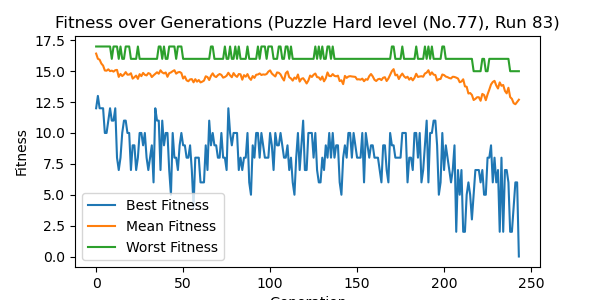 Fitness over Generations (Puzzle Hard level (No.77), Run 83)
17.5
15.0
12.5
10.0
7.5
5.0
2.5
0.0
Fitness
Best Fitness
Mean Fitness
Worst Fitness
0 50 100 150 200 250
Generation